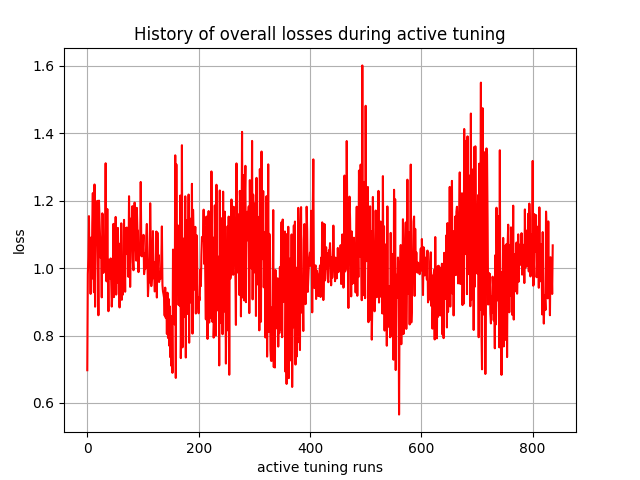 History of overall losses during active tuning
1.6
1.4
1.2
1.0
0.8
0.6
loss
0 200 400 600 800
active tuning runs